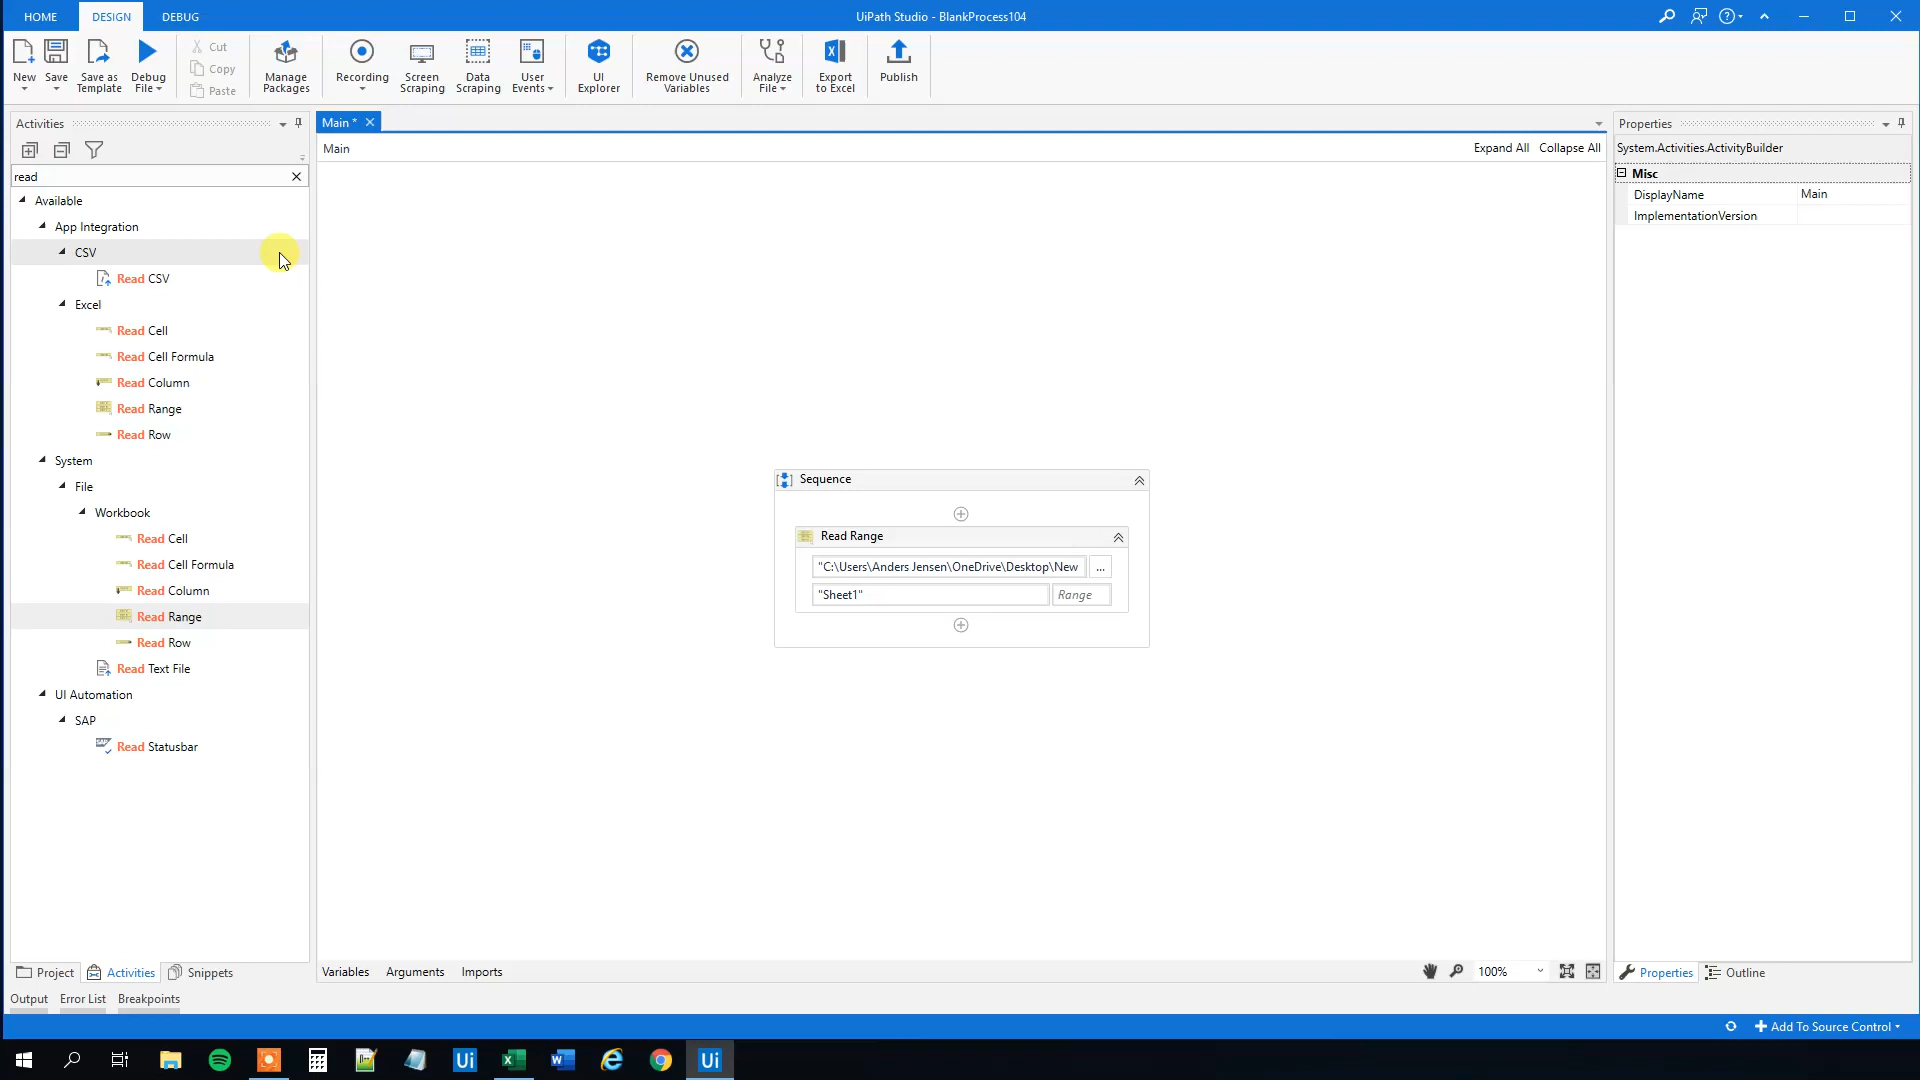 HOME DESIGN DEBUG UiPath Studio - BlankProcess104
New Save Save as Template Debug File Cut Copy Paste Manage Packages Recording Screen Scraping Data Scraping User Events UI Explorer Remove Unused Variables Analyze File Export to Excel Publish
Activities
read
Available
App Integration
CSV
Read CSV
Excel
Read Cell
Read Cell Formula
Read Column
Read Range
Read Row
System
File
Workbook
Read Cell
Read Cell Formula
Read Column
Read Range
Read Row
Read Text File
UI Automation
SAP
Read Statusbar
Project Activities Snippets
Main *
Main Expand All Collapse All
Sequence
Read Range
"C:\Users\Anders Jensen\OneDrive\Desktop\New ...
"Sheet1" Range
Variables Arguments Imports 100%
Properties
System.Activities.ActivityBuilder
Misc
DisplayName Main
ImplementationVersion
Properties Outline
Output Error List Breakpoints
Add To Source Control
Ui Ui